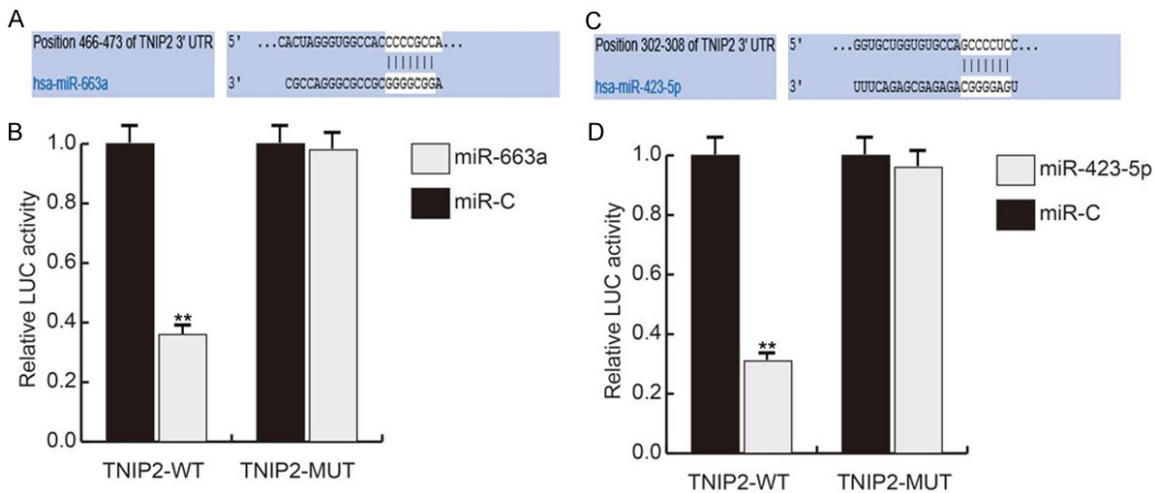 A
Position 466-473 of TNIP2 3' UTR 5' ...CACUAGGGUGGCCACCCCCGCCA...
hsa-miR-663a 3' CGCCAGGGCGCCGCGGGGCGGA
B
Relative LUC activity
1.0
0.8
0.6
0.4
0.2
0.0
**
TNIP2-WT TNIP2-MUT
miR-663a
miR-C
C
Position 302-308 of TNIP2 3' UTR 5' ...GGUGCUGGUGUGCCAGCCCCUCC...
hsa-miR-423-5p 3' UUUCAGAGCGAGAGACGGGGAGU
D
Relative LUC activity
1.0
0.8
0.6
0.4
0.2
0.0
**
TNIP2-WT TNIP2-MUT
miR-423-5p
miR-C